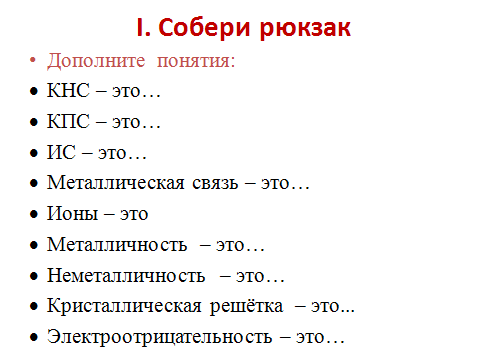 I. Собери рюкзак
• Дополните понятия:
• КНС – это…
• КПС – это…
• ИС – это…
• Металлическая связь – это…
• Ионы – это
• Металличность – это…
• Неметалличность – это…
• Кристаллическая решётка – это...
• Электроотрицательность – это…